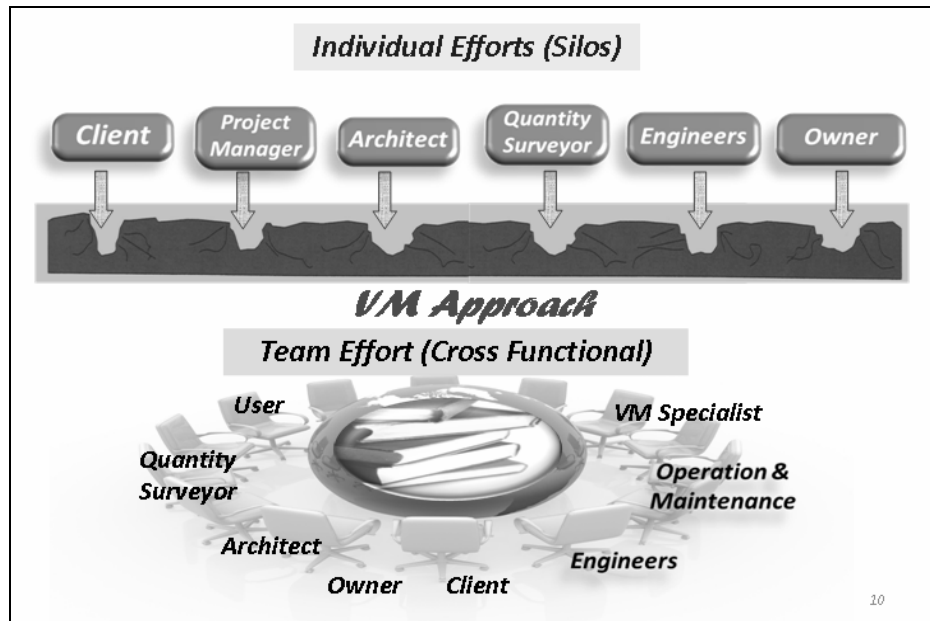 Individual Efforts (Silos)
Client
Project
Manager
Architect
Quantity
Surveyor
Engineers
Owner
VM Approach
Team Effort (Cross Functional)
User
VM Specialist
Quantity
Surveyor
Operation &
Maintenance
Architect
Engineers
Owner
Client
10